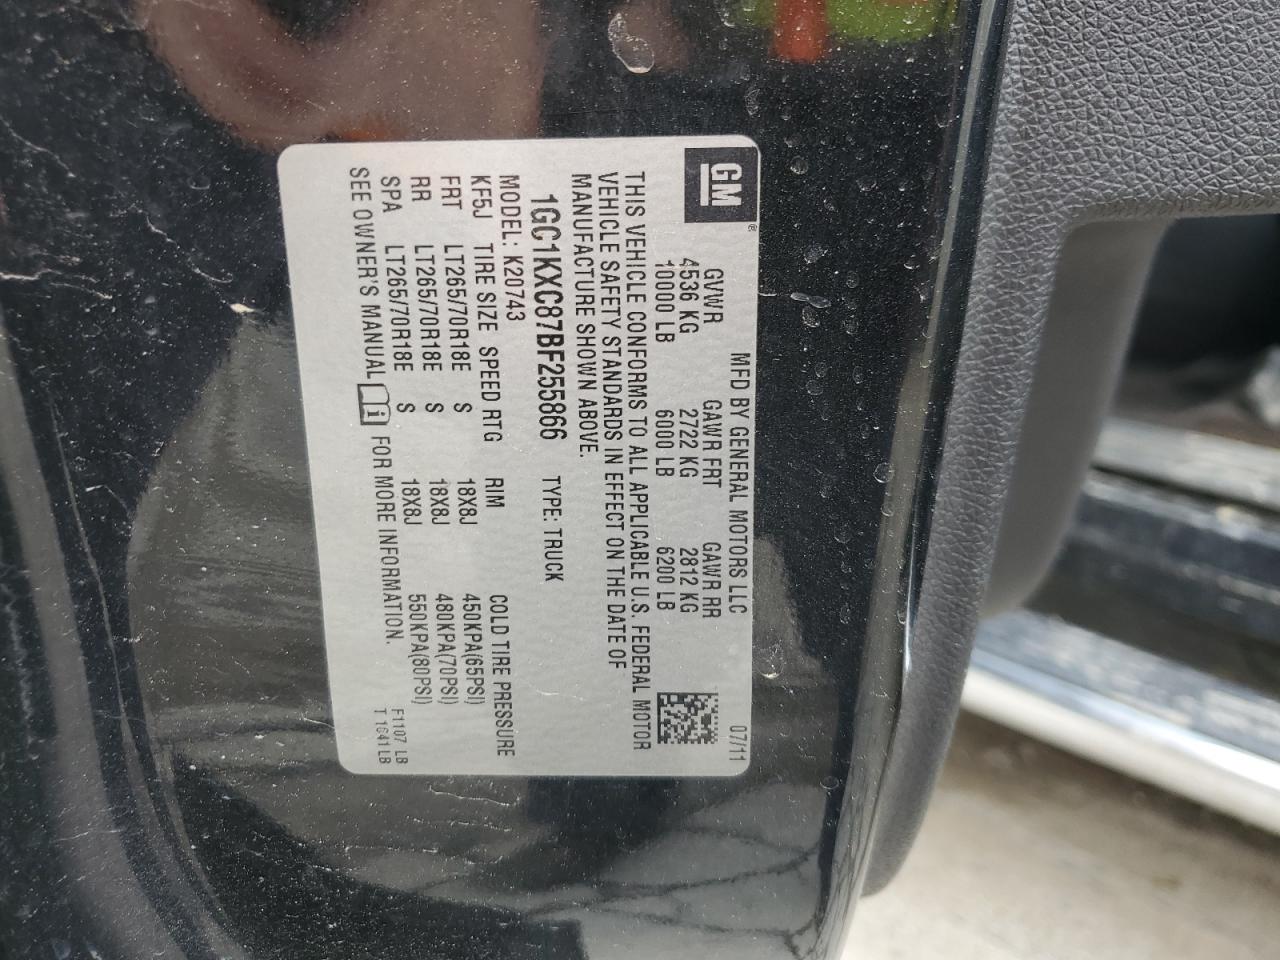 GM®
MFD BY GENERAL MOTORS LLC 07/11
GVWR GAWR FRT GAWR RR
4536 KG 2722 KG 2812 KG
10000 LB 6000 LB 6200 LB
THIS VEHICLE CONFORMS TO ALL APPLICABLE U.S. FEDERAL MOTOR
VEHICLE SAFETY STANDARDS IN EFFECT ON THE DATE OF
MANUFACTURE SHOWN ABOVE.
1GC1KXC87BF255866 TYPE: TRUCK
MODEL: K20743
KF5J TIRE SIZE SPEED RTG RIM COLD TIRE PRESSURE
FRT LT265/70R18E S 18X8J 450KPA(65PSI)
RR LT265/70R18E S 18X8J 480KPA(70PSI)
SPA LT265/70R18E S 18X8J 550KPA(80PSI)
SEE OWNER'S MANUAL FOR MORE INFORMATION.
F1107 LB
T 1641LB